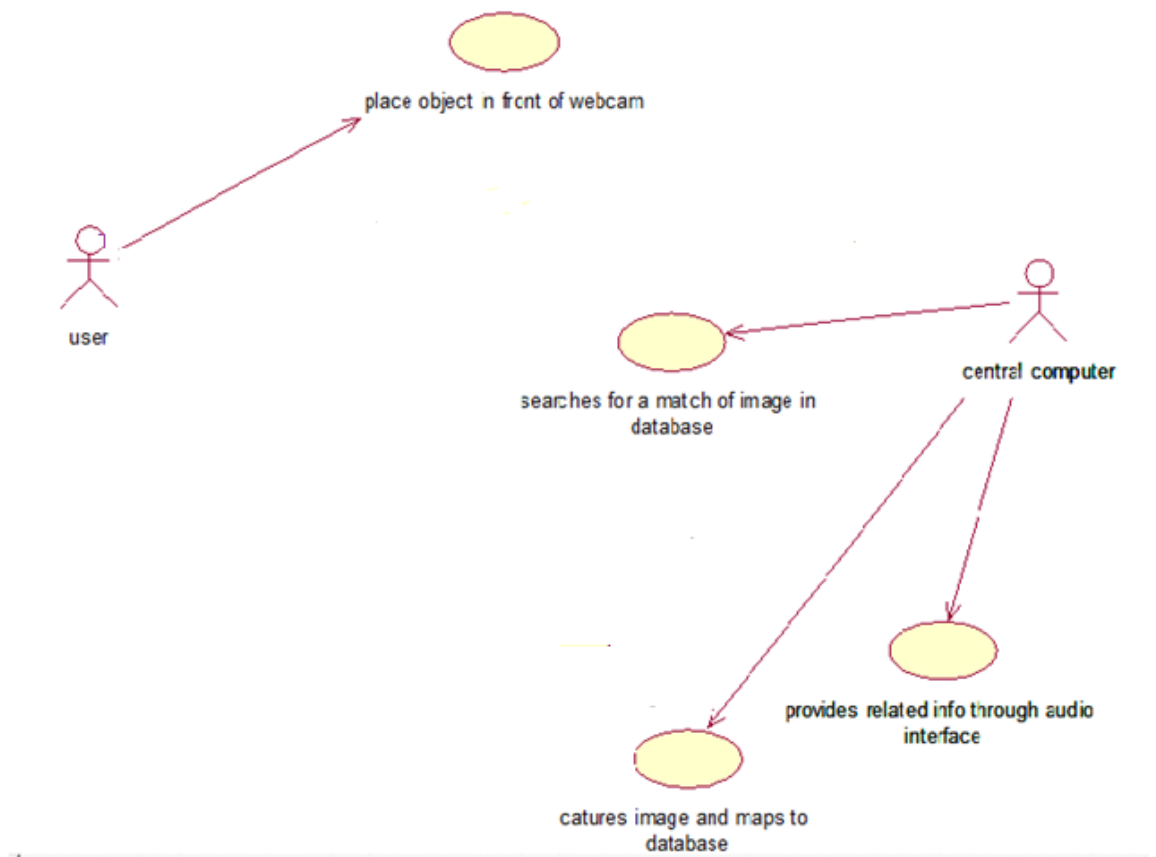 place object in front of webcam
user
central computer
searches for a match of image in
database
provides related info through audio
interface
catures image and maps to
database